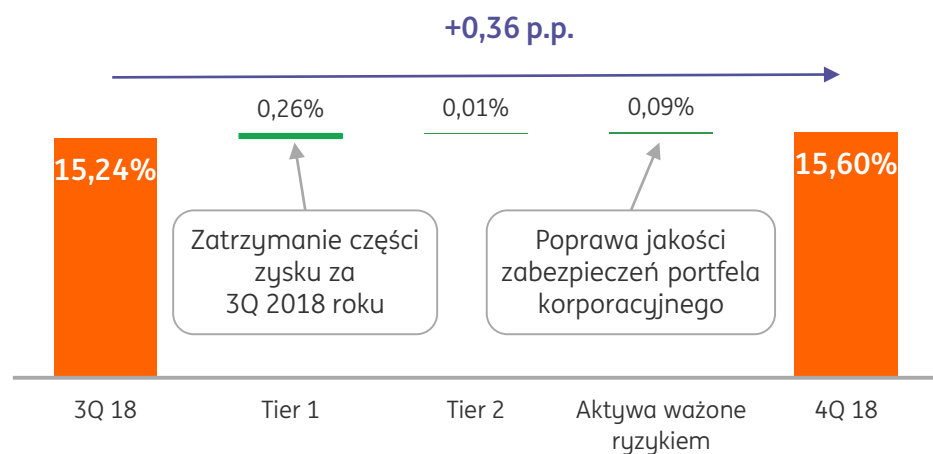 +0,36 p.p.
0,26%
0,01%
0,09%
15,24%
15,60%
Zatrzymanie części
zysku za
3Q 2018 roku
Poprawa jakości
zabezpieczeń portfela
korporacyjnego
3Q 18
Tier 1
Tier 2
Aktywa ważone
ryzykiem
4Q 18